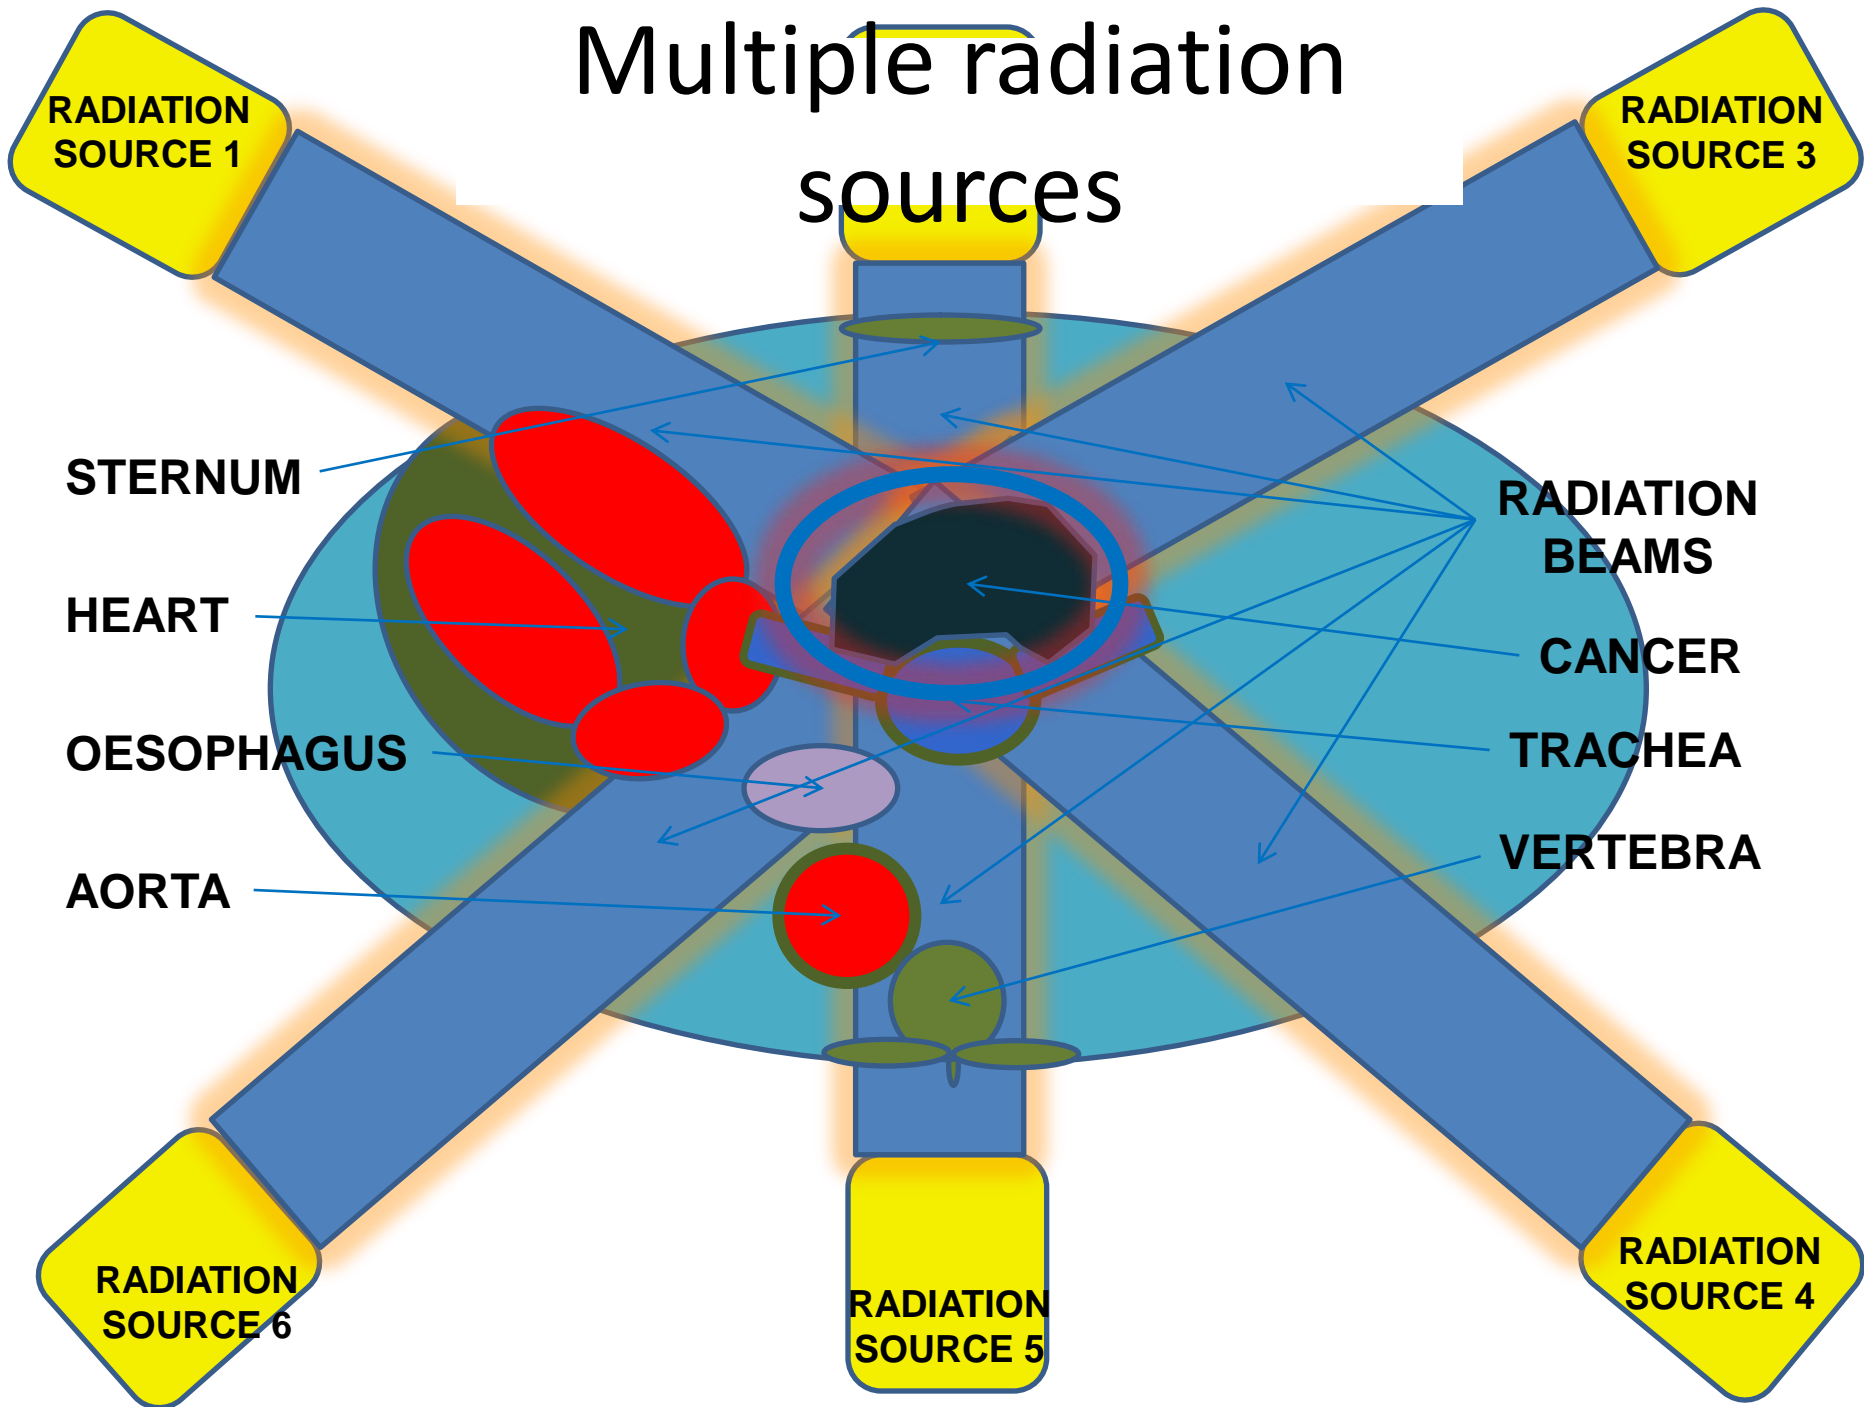 Multiple radiation
sources
RADIATION
SOURCE 1
RADIATION
SOURCE 3
STERNUM
HEART
OESOPHAGUS
AORTA
RADIATION
BEAMS
CANCER
TRACHEA
VERTEBRA
RADIATION
SOURCE 6
RADIATION
SOURCE 5
RADIATION
SOURCE 4